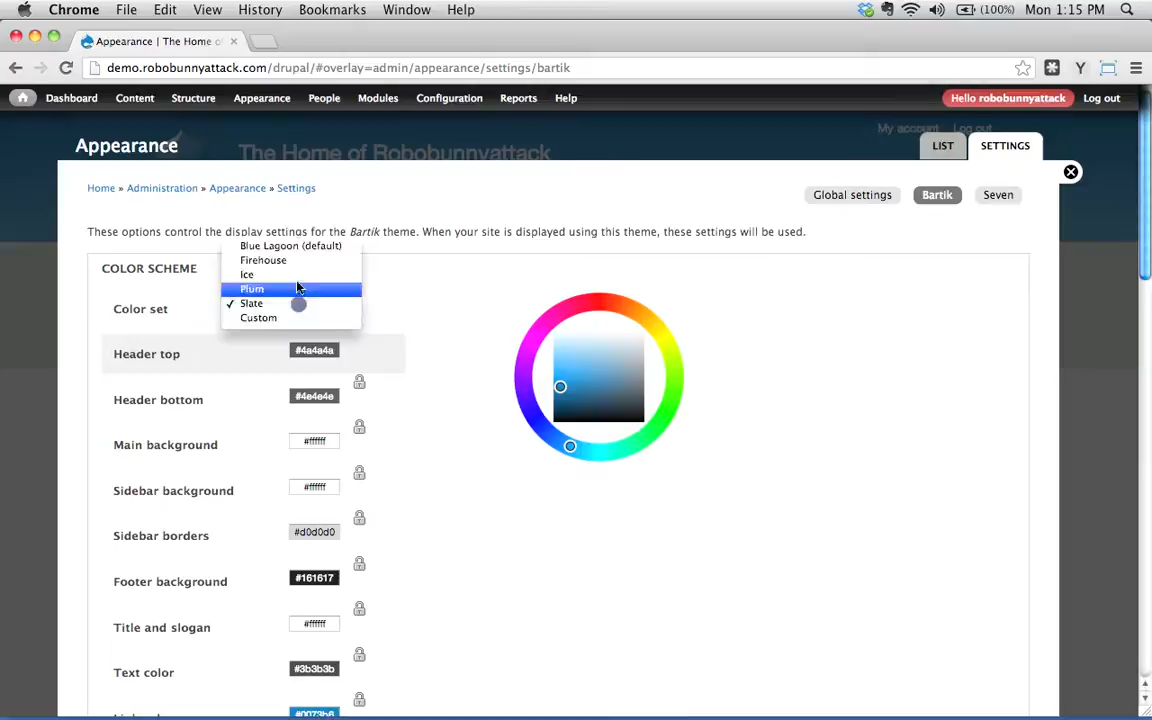 Chrome File Edit View History Bookmarks Window Help (100%) Mon 1:15 PM
Appearance | The Home of
demo.robobunnyattack.com/drupal/#overlay=admin/appearance/settings/bartik
Dashboard Content Structure Appearance People Modules Configuration Reports Help Hello robobunnyattack Log out
My account Log out
Appearance The Home of Robobunnyattack LIST SETTINGS
Home » Administration » Appearance » Settings Global settings Bartik Seven
These options control the display settings for the Bartik theme. When your site is displayed using this theme, these settings will be used.
Blue Lagoon (default)
Firehouse
Ice
Plum
✓ Slate
Custom
COLOR SCHEME
Color set
Header top #4a4a4a
Header bottom #4e4e4e
Main background #ffffff
Sidebar background #ffffff
Sidebar borders #d0d0d0
Footer background #161617
Title and slogan #ffffff
Text color #3b3b3b
#0073b6